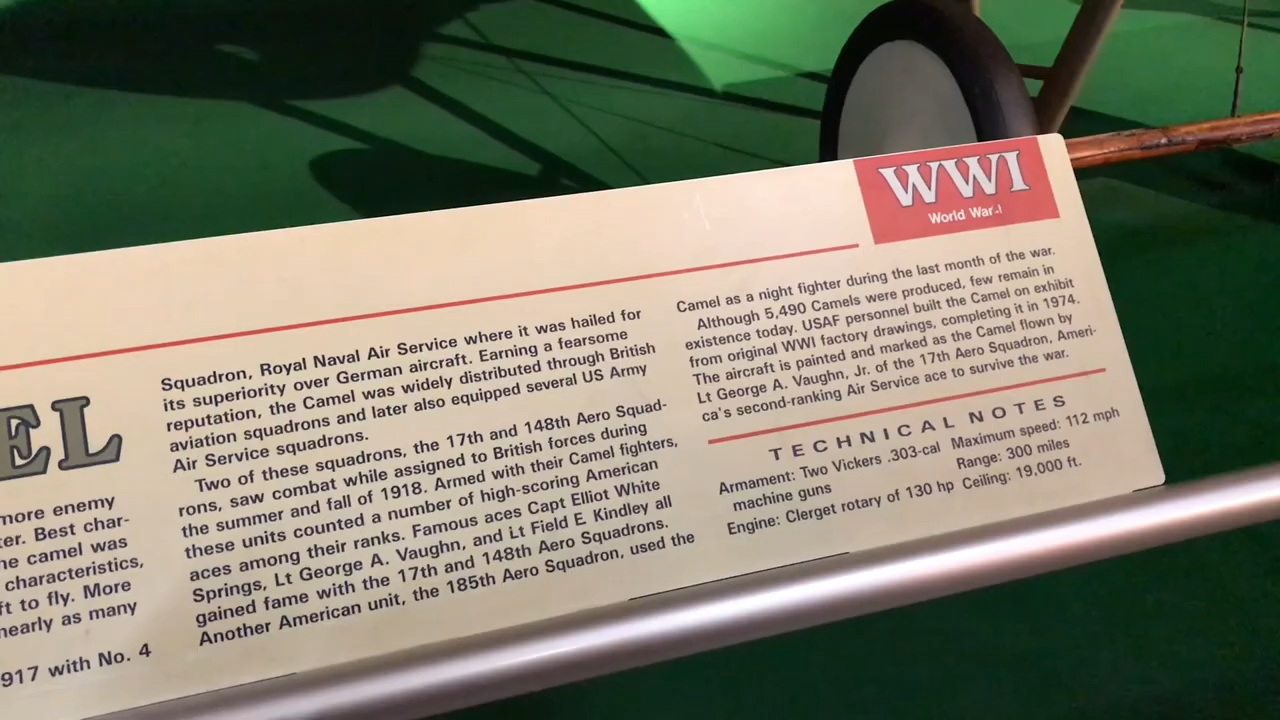 WWI
World War I
EL
more enemy
ter. Best char-
he camel was
characteristics,
ft to fly. More
nearly as many
917 with No. 4
Squadron, Royal Naval Air Service where it was hailed for
its superiority over German aircraft. Earning a fearsome
reputation, the Camel was widely distributed through British
aviation squadrons and later also equipped several US Army
Air Service squadrons.
Two of these squadrons, the 17th and 148th Aero Squad-
rons, saw combat while assigned to British forces during
the summer and fall of 1918. Armed with their Camel fighters,
these units counted a number of high-scoring American
aces among their ranks. Famous aces Capt Elliot White
Springs, Lt George A. Vaughn, and Lt Field E. Kindley all
gained fame with the 17th and 148th Aero Squadrons.
Another American unit, the 185th Aero Squadron, used the
Camel as a night fighter during the last month of the war.
Although 5,490 Camels were produced, few remain in
existence today. USAF personnel built the Camel on exhibit
from original WWI factory drawings, completing it in 1974.
The aircraft is painted and marked as the Camel flown by
Lt George A. Vaughn, Jr. of the 17th Aero Squadron, Ameri-
ca's second-ranking Air Service ace to survive the war.
TECHNICAL NOTES
Armament: Two Vickers .303-cal
machine guns
Engine: Clerget rotary of 130 hp
Maximum speed: 112 mph
Range: 300 miles
Ceiling: 19,000 ft.